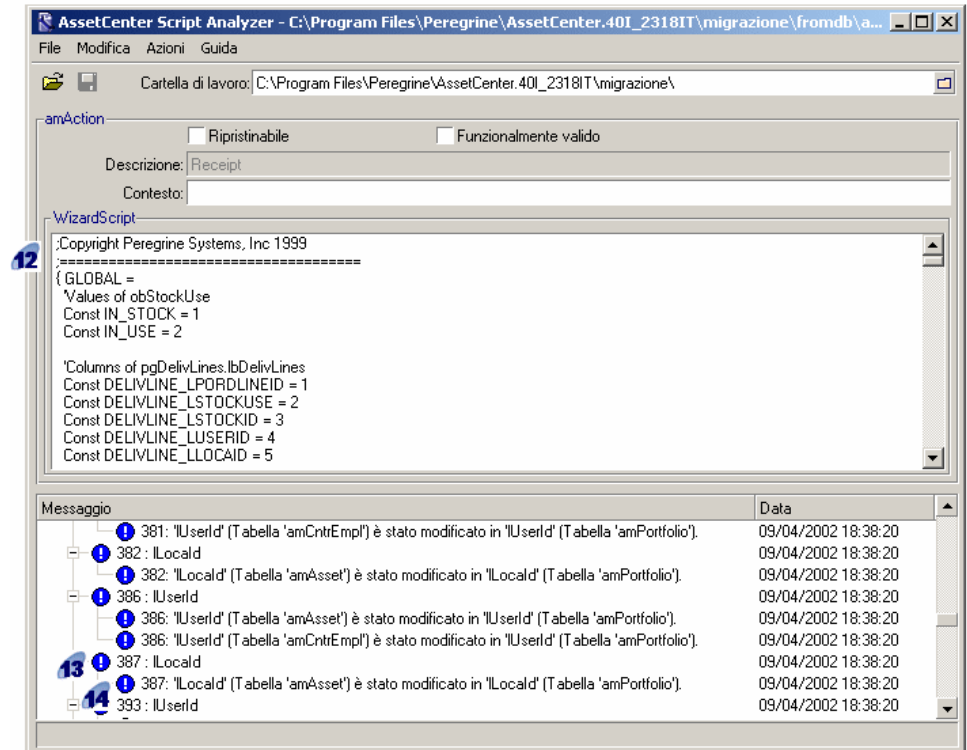 AssetCenter Script Analyzer - C:\Program Files\Peregrine\AssetCenter.40I_2318IT\migrazione\fromdb\a...
File Modifica Azioni Guida
Cartella di lavoro: C:\Program Files\Peregrine\AssetCenter.40I_2318IT\migrazione\
amAction
Ripristinabile Funzionalmente valido
Descrizione: Receipt
Contesto:
WizardScript
12
;Copyright Peregrine Systems, Inc 1999
;=====================================
{ GLOBAL =
'Values of obStockUse
Const IN_STOCK = 1
Const IN_USE = 2
'Columns of pgDelivLines.lbDelivLines
Const DELIVLINE_LPORDLINEID = 1
Const DELIVLINE_LSTOCKUSE = 2
Const DELIVLINE_LSTOCKID = 3
Const DELIVLINE_LUSERID = 4
Const DELIVLINE_LLOCAID = 5
Messaggio Data
381: 'lUserId' (Tabella 'amCntrEmpl') è stato modificato in 'lUserId' (Tabella 'amPortfolio'). 09/04/2002 18:38:20
382 : lLocaId 09/04/2002 18:38:20
382: 'lLocaId' (Tabella 'amAsset') è stato modificato in 'lLocaId' (Tabella 'amPortfolio'). 09/04/2002 18:38:20
386 : lUserId 09/04/2002 18:38:20
386: 'lUserId' (Tabella 'amAsset') è stato modificato in 'lUserId' (Tabella 'amPortfolio'). 09/04/2002 18:38:20
386: 'lUserId' (Tabella 'amCntrEmpl') è stato modificato in 'lUserId' (Tabella 'amPortfolio'). 09/04/2002 18:38:20
13 387 : lLocaId 09/04/2002 18:38:20
387: 'lLocaId' (Tabella 'amAsset') è stato modificato in 'lLocaId' (Tabella 'amPortfolio'). 09/04/2002 18:38:20
14 393 : lUserId 09/04/2002 18:38:20